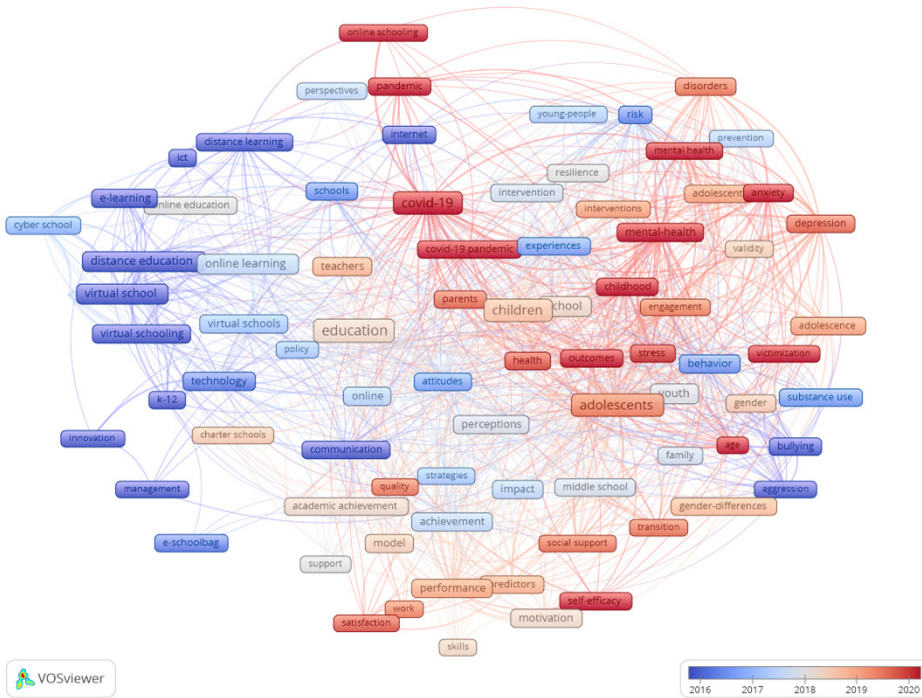 online schooling
perspectives
pandemic
disorders
young-people
risk
distance learning
internet
prevention
mental health
ict
resilience
schools
e-learning
online education
intervention
adolescent
anxiety
covid-19
interventions
cyber school
depression
mental-health
covid-19 pandemic
experiences
validity
distance education
online learning
teachers
virtual school
childhood
parents
children
school
engagement
virtual schooling
virtual schools
education
adolescence
policy
health
outcomes
stress
behavior
victimization
technology
attitudes
k-12
online
youth
substance use
adolescents
gender
innovation
charter schools
perceptions
communication
age
bullying
family
management
quality
strategies
impact
middle school
aggression
academic achievement
achievement
gender-differences
transition
e-schoolbag
model
social support
support
performance
predictors
work
self-efficacy
satisfaction
motivation
skills
VOSviewer
2016 2017 2018 2019 2020